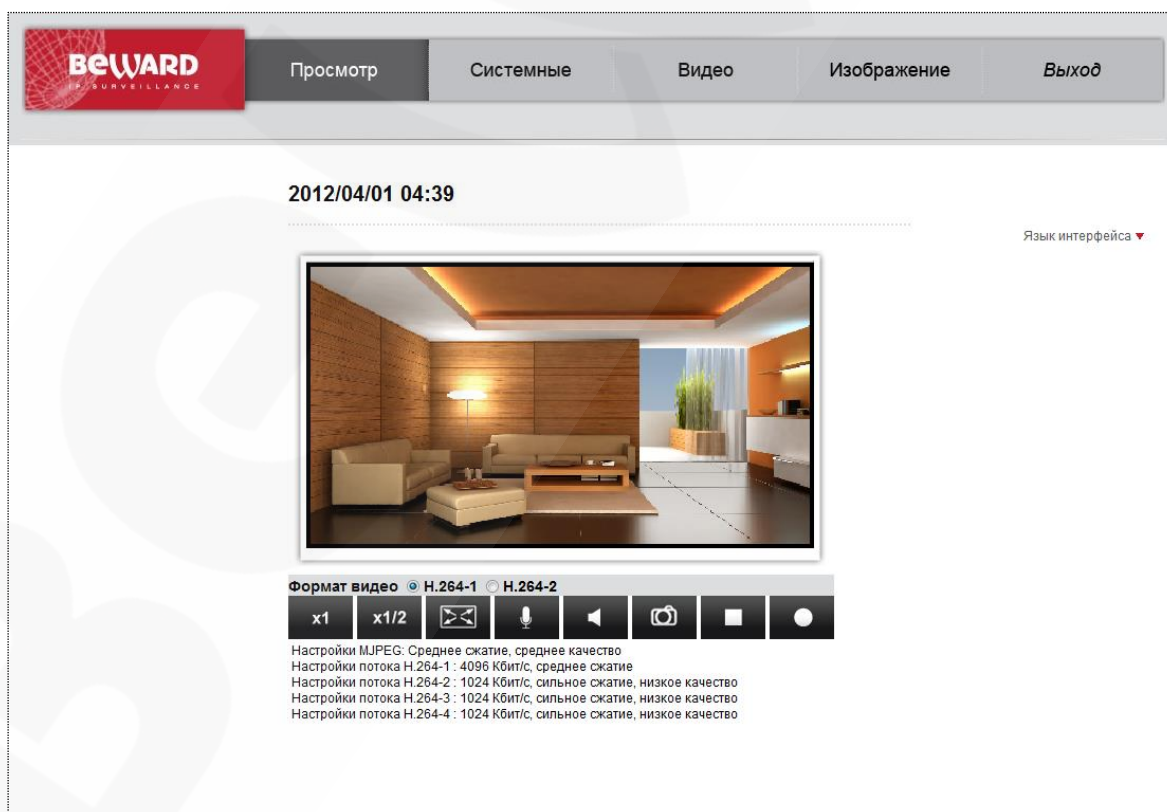 BEWARD
IP SURVEILLANCE
Просмотр
Системные
Видео
Изображение
Выход
2012/04/01 04:39
Язык интерфейса
Формат видео H.264-1 H.264-2
x1 x1/2
Настройки MJPEG: Среднее сжатие, среднее качество
Настройки потока H.264-1 : 4096 Кбит/с, среднее сжатие
Настройки потока H.264-2 : 1024 Кбит/с, сильное сжатие, низкое качество
Настройки потока H.264-3 : 1024 Кбит/с, сильное сжатие, низкое качество
Настройки потока H.264-4 : 1024 Кбит/с, сильное сжатие, низкое качество